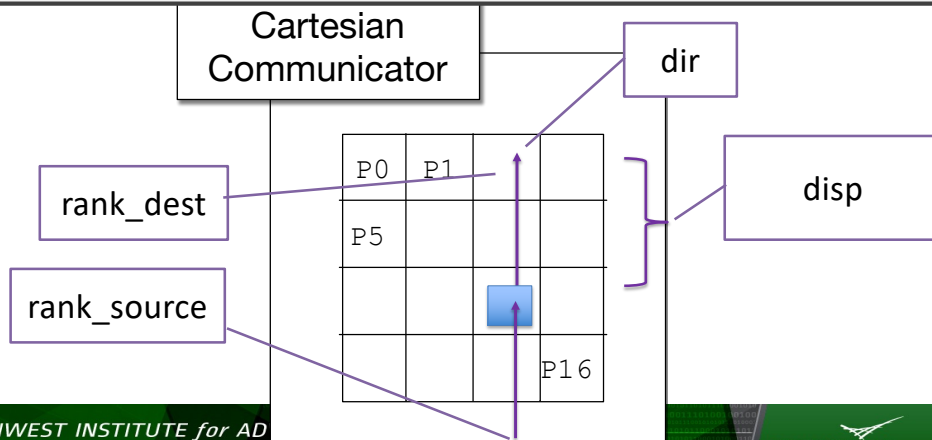 Cartesian
Communicator
dir
P0 P1
rank_dest
disp
P5
rank_source
P16
WEST INSTITUTE for AD